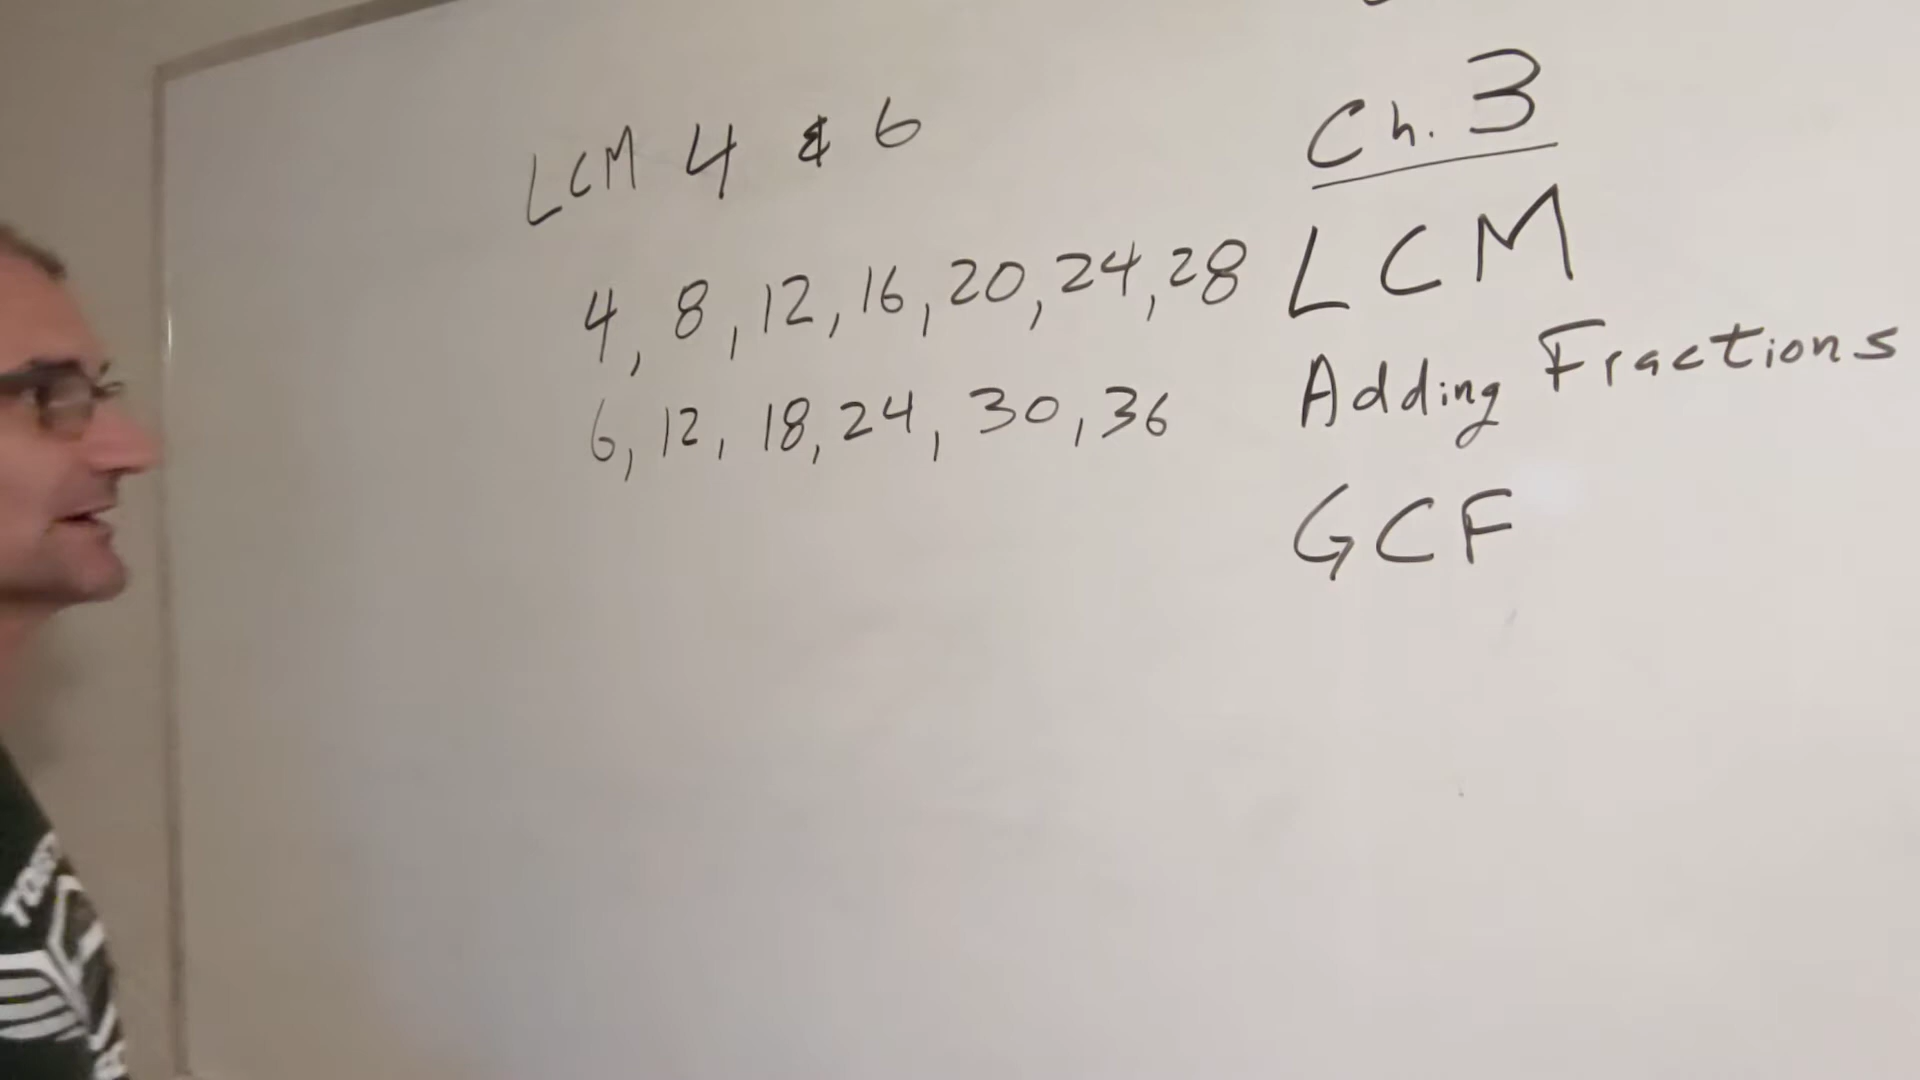 LCM 4 & 6
4, 8, 12, 16, 20, 24, 28
6, 12, 18, 24, 30, 36
Ch. 3
LCM
Adding Fractions
GCF